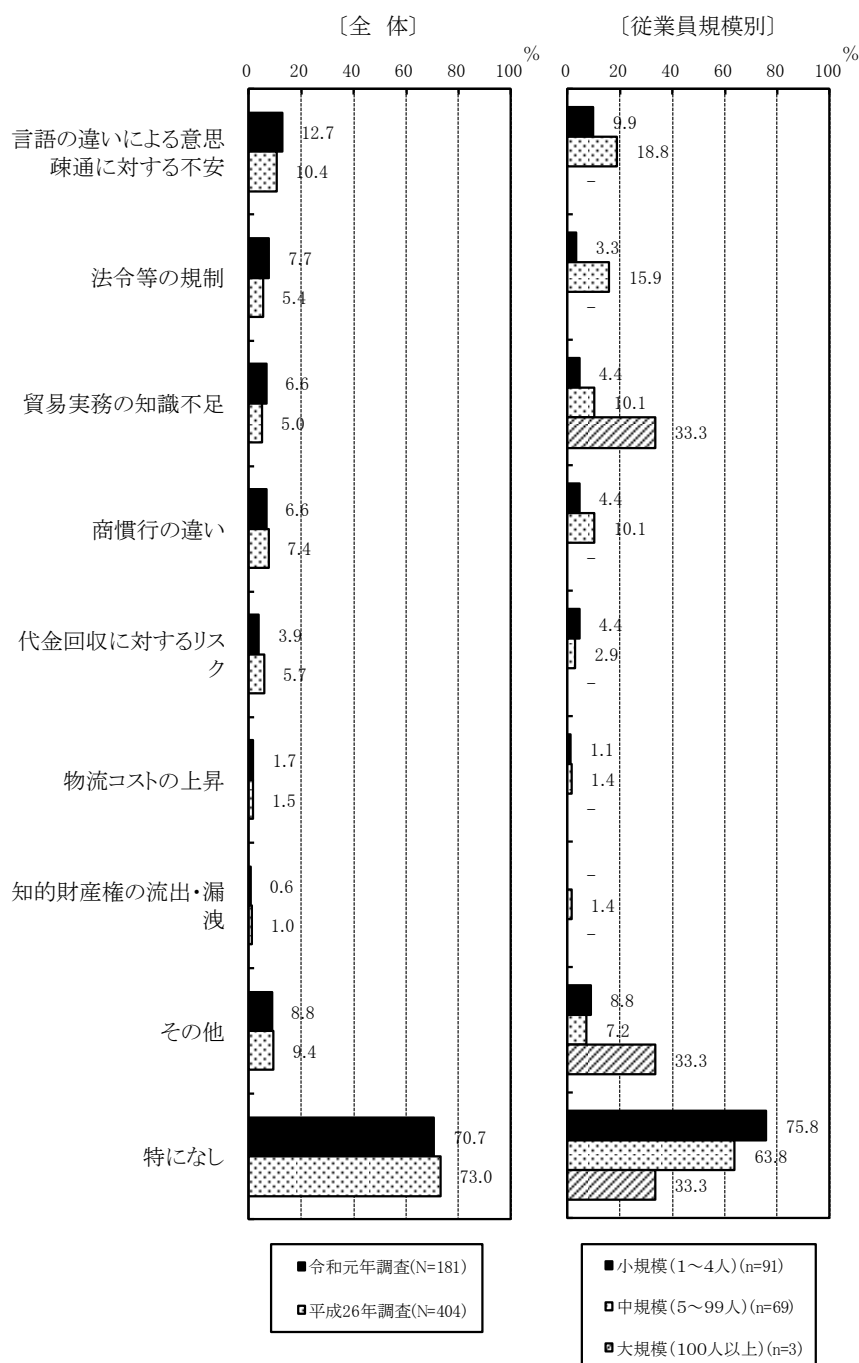 〔全 体〕
〔従業員規模別〕
%
%
0 20 40 60 80 100
0 20 40 60 80 100
言語の違いによる意思
疎通に対する不安
12.7
10.4
9.9
18.8
–
法令等の規制
7.7
5.4
3.3
15.9
–
貿易実務の知識不足
6.6
5.0
4.4
10.1
33.3
商慣行の違い
6.6
7.4
4.4
10.1
–
代金回収に対するリス
ク
3.9
5.7
4.4
2.9
–
物流コストの上昇
1.7
1.5
1.1
1.4
–
知的財産権の流出・漏
洩
0.6
1.0
–
1.4
–
その他
8.8
9.4
8.8
7.2
33.3
特になし
70.7
73.0
75.8
63.8
33.3
令和元年調査(N=181)
平成26年調査(N=404)
小規模(1~4人)(n=91)
中規模(5~99人)(n=69)
大規模(100人以上)(n=3)